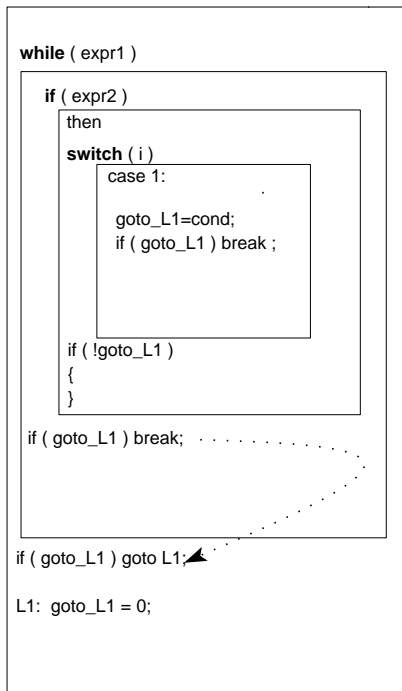 while ( expr1 )
if ( expr2 )
then
switch ( i )
case 1:
goto_L1=cond;
if ( goto_L1 ) break ;
if ( !goto_L1 )
{
}
if ( goto_L1 ) break;
if ( goto_L1 ) goto L1;
L1: goto_L1 = 0;